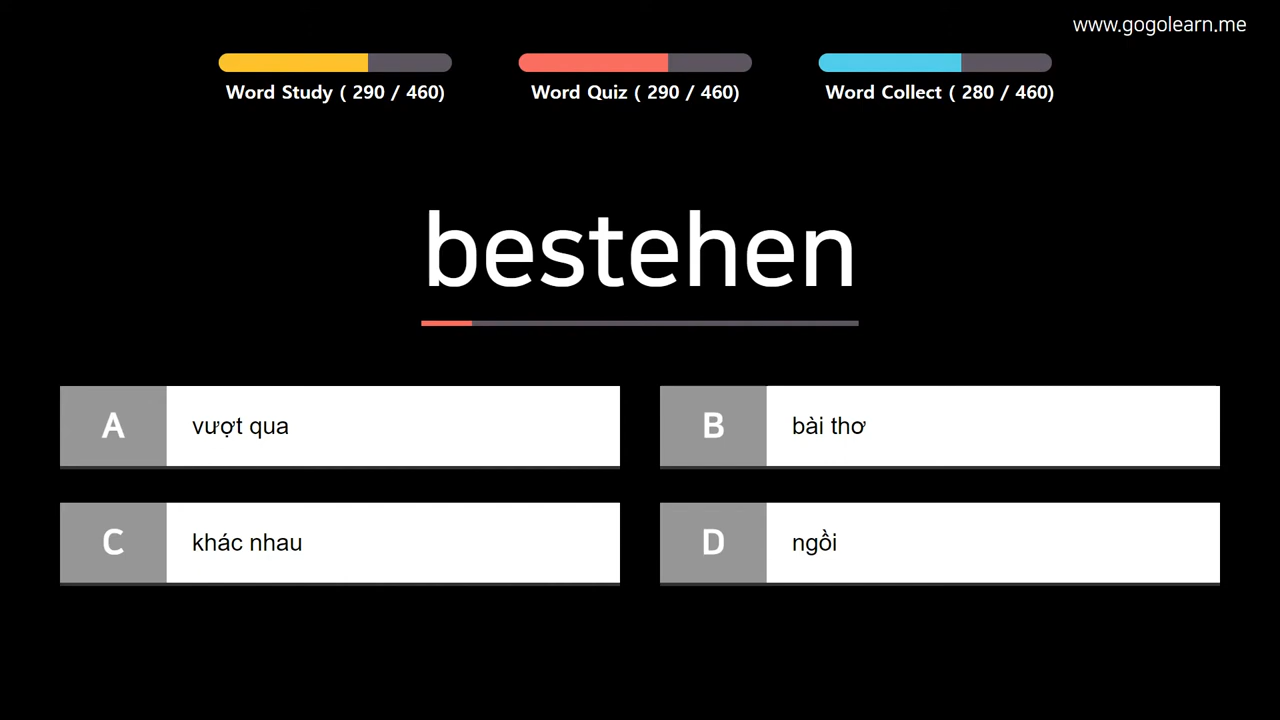 www.gogolearn.me
Word Study ( 290 / 460)
Word Quiz ( 290 / 460)
Word Collect ( 280 / 460)
bestehen
A
vượt qua
B
bài thơ
C
khác nhau
D
ngồi